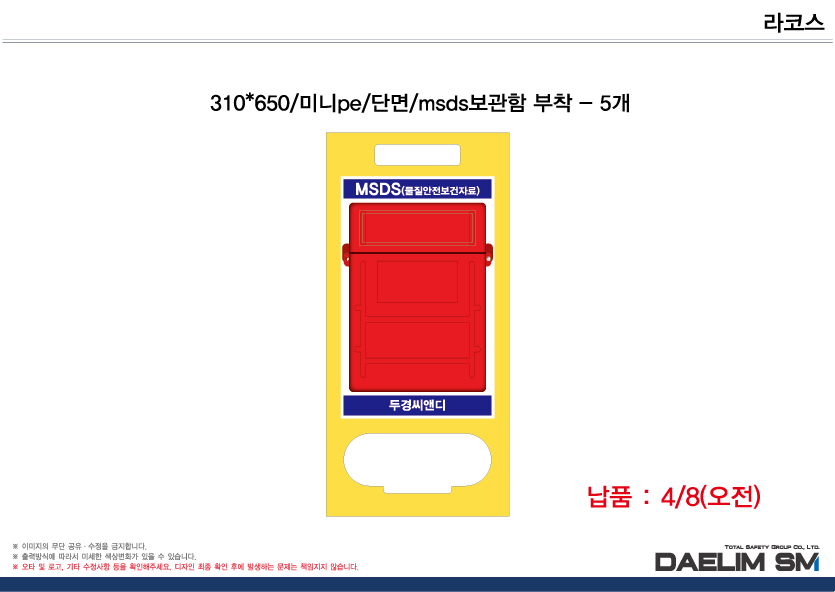 라코스
310*650/미니pe/단면/msds보관함 부착 - 5개
MSDS(물질안전보건자료)
두경씨앤디
납품 : 4/8(오전)
※ 이미지의 무단 공유·수정을 금지합니다.
※ 출력방식에 따라서 미세한 색상변화가 있을 수 있습니다.
※ 오타 및 로고, 기타 수정사항 등을 확인해주세요. 디자인 최종 확인 후에 발생하는 문제는 책임지지 않습니다.
TOTAL SAFETY GROUP CO., LTD.
DAELIM SM